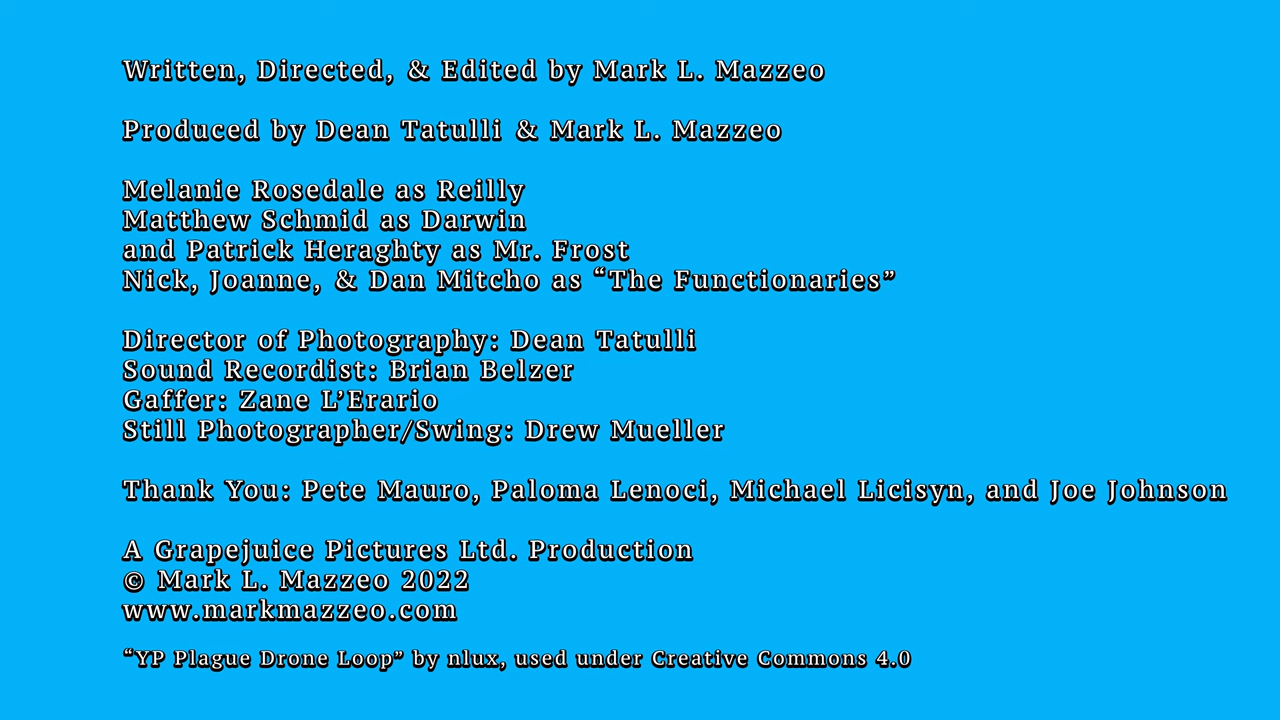 Written, Directed, & Edited by Mark L. Mazzeo
Produced by Dean Tatulli & Mark L. Mazzeo
Melanie Rosedale as Reilly
Matthew Schmid as Darwin
and Patrick Heraghty as Mr. Frost
Nick, Joanne, & Dan Mitcho as “The Functionaries”
Director of Photography: Dean Tatulli
Sound Recordist: Brian Belzer
Gaffer: Zane L’Erario
Still Photographer/Swing: Drew Mueller
Thank You: Pete Mauro, Paloma Lenoci, Michael Licisyn, and Joe Johnson
A Grapejuice Pictures Ltd. Production
© Mark L. Mazzeo 2022
www.markmazzeo.com
“YP Plague Drone Loop” by nlux, used under Creative Commons 4.0